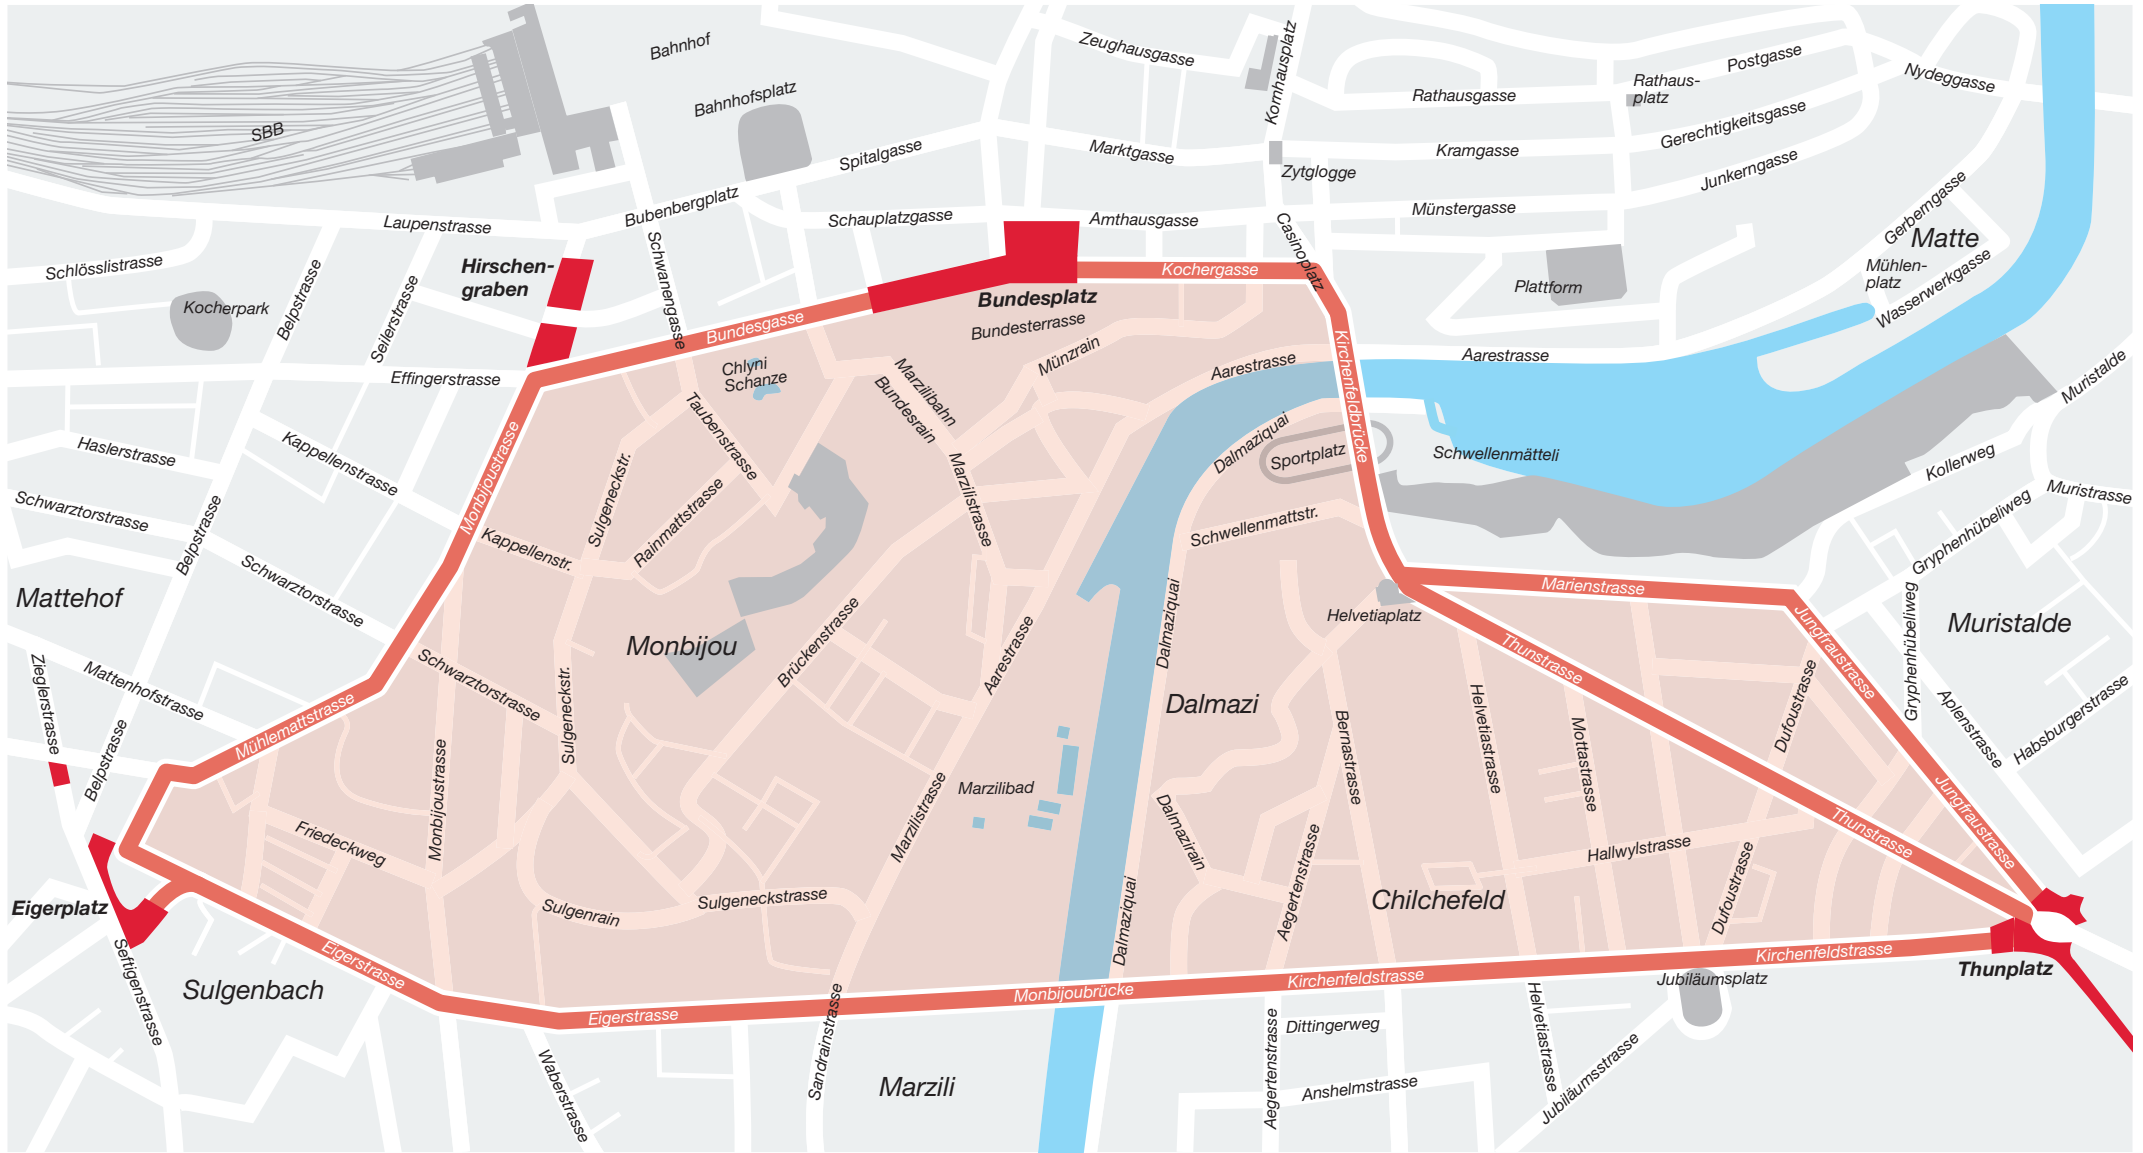 Bahnhof
Zeughausgasse
Kornhausplatz
Postgasse
Rathaus-
platz
Nydeggasse
Bahnhofsplatz
Rathausgasse
SBB
Gerechtigkeitsgasse
Spitalgasse
Marktgasse
Kramgasse
Zytglogge
Junkerngasse
Bubenbergplatz
Laupenstrasse
Schauplatzgasse
Amthausgasse
Münstergasse
Gerberngasse
Matte
Casinoplatz
Schwanengasse
Schlösslistrasse
Hirschen-
graben
Kochergasse
Mühlen-
platz
Wasserwerkgasse
Plattform
Belpstrasse
Kocherpark
Seilerstrasse
Bundesplatz
Bundesgasse
Bundesterrasse
Münzrain
Kirchenfeldbrücke
Aarestrasse
Aarestrasse
Effingerstrasse
Chlyni
Schanze
Marzilibahn
Bundesrain
Muristalde
Taubenstrasse
Haslerstrasse
Kappellenstrasse
Monbijoustrasse
Dalmaziquai
Sportplatz
Schwellenmätteli
Kollerweg
Muristrasse
Marzilistrasse
Sulgeneckstr.
Rainmattstrasse
Schwarztorstrasse
Belpstrasse
Schwellenmattstr.
Gryphenhübeliweg
Kappellenstr.
Schwarztorstrasse
Mattehof
Marienstrasse
Helvetiaplatz
Muristalde
Dalmaziquai
Gryphenhübeliweg
Jungfraustrasse
Thunstrasse
Monbijou
Brückenstrasse
Aarestrasse
Zieglerstrasse
Mattenhofstrasse
Schwarztorstrasse
Sulgeneckstr.
Dalmazi
Dufoustrasse
Aplenstrasse
Habsburgerstrasse
Mühlemattstrasse
Belpstrasse
Monbijoustrasse
Bernastrasse
Helvetiastrasse
Mottastrasse
Marzilibad
Marzilistrasse
Dalmazirain
Thunstrasse
Jungfraustrasse
Friedeckweg
Aegertenstrasse
Hallwylstrasse
Dufoustrasse
Eigerplatz
Sulgenrain
Sulgeneckstrasse
Chilchefeld
Dalmaziquai
Seftigenstrasse
Eigerstrasse
Kirchenfeldstrasse
Thunplatz
Sulgenbach
Monbijoubrücke
Kirchenfeldstrasse
Jubiläumsplatz
Eigerstrasse
Sandrainstrasse
Aegertenstrasse
Dittingerweg
Helvetiastrasse
Jubiläumsstrasse
Waberstrasse
Marzili
Anshelmstrasse